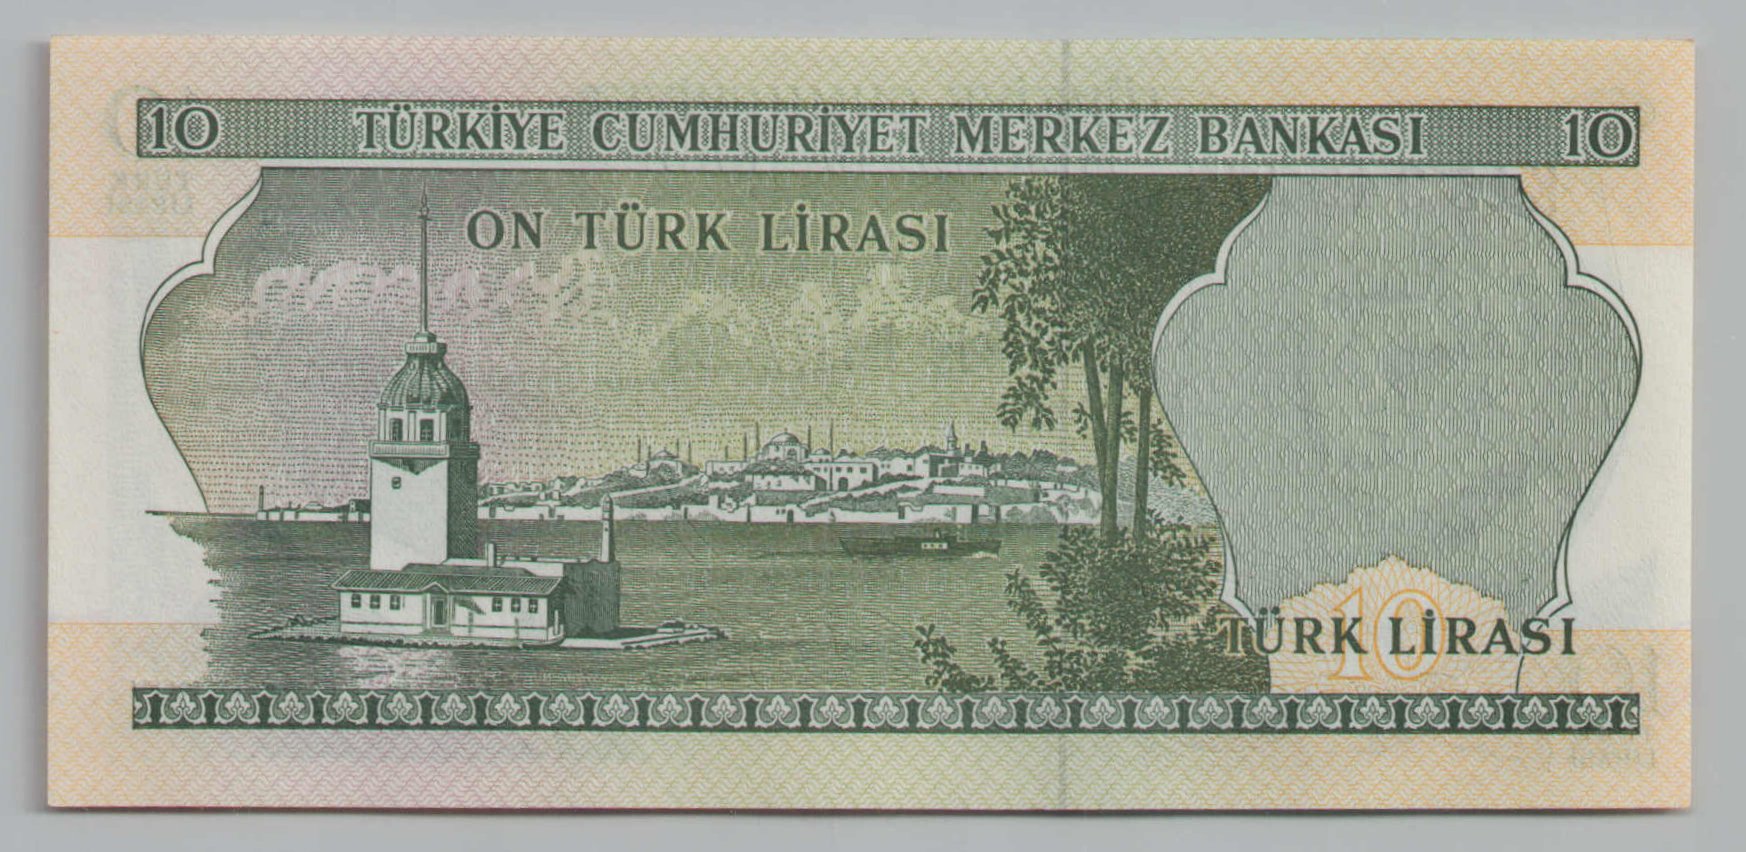 10 TÜRKİYE CUMHURİYET MERKEZ BANKASI 10
ON TÜRK LİRASI
10
TÜRK LİRASI